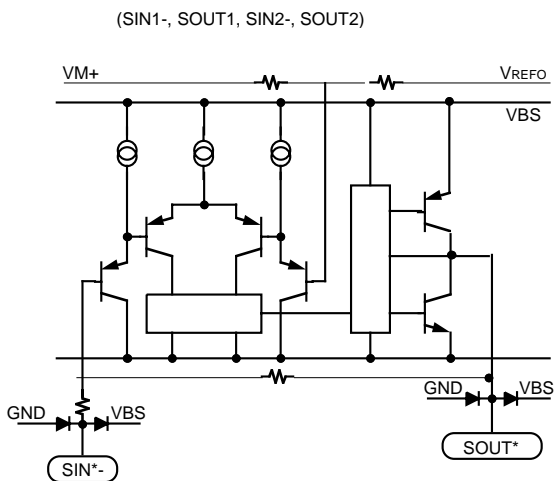 (SIN1-, SOUT1, SIN2-, SOUT2)
VM+ VREFO
VBS
GND VBS GND VBS
SIN*- SOUT*